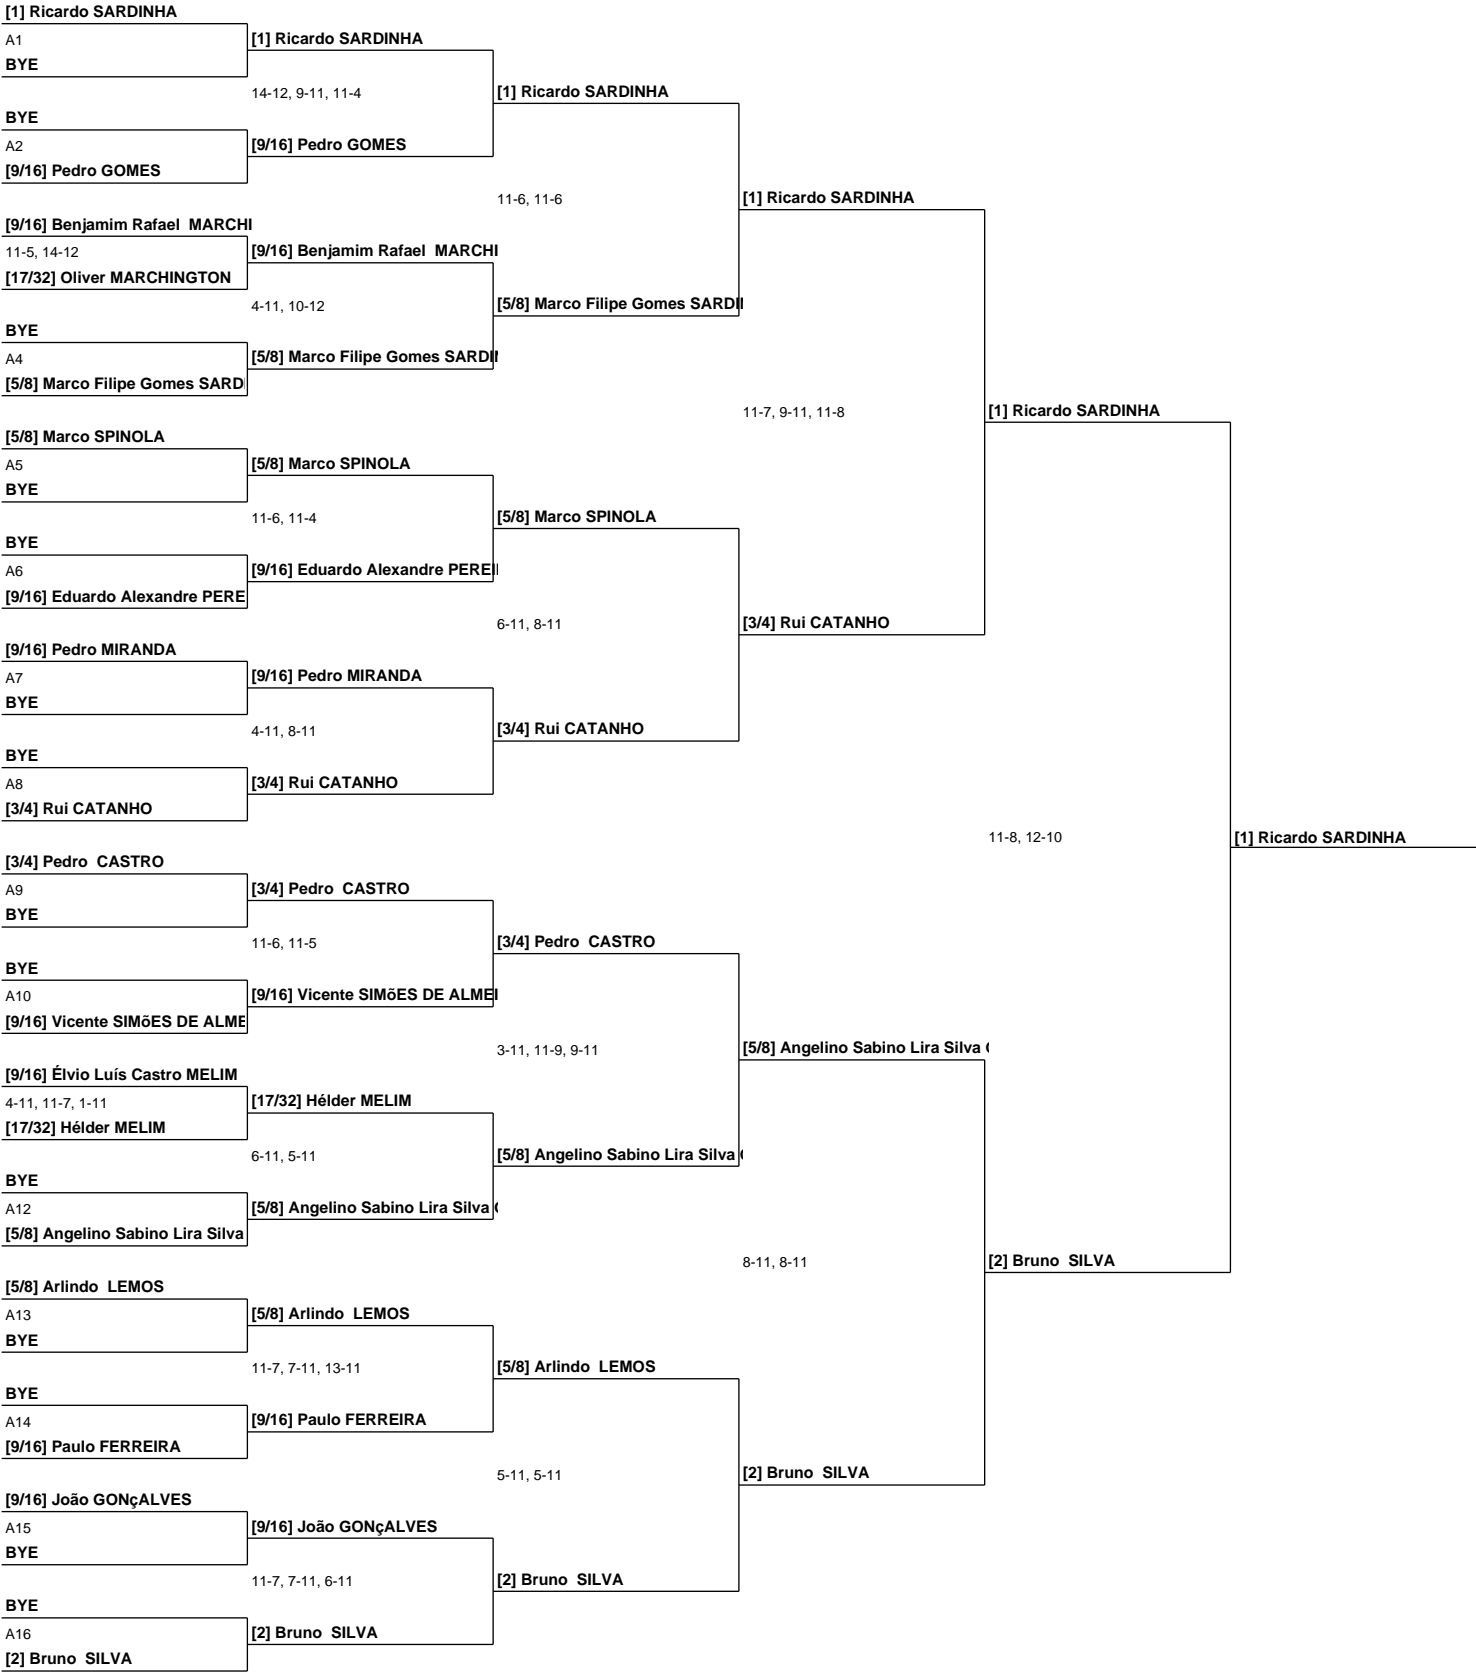 [1] Ricardo SARDINHA
A1
BYE
[1] Ricardo SARDINHA
14-12, 9-11, 11-4
[1] Ricardo SARDINHA
BYE
A2
[9/16] Pedro GOMES
[9/16] Pedro GOMES
11-6, 11-6
[1] Ricardo SARDINHA
[9/16] Benjamim Rafael MARCHI
11-5, 14-12
[17/32] Oliver MARCHINGTON
[9/16] Benjamim Rafael MARCHI
4-11, 10-12
[5/8] Marco Filipe Gomes SARDI
BYE
A4
[5/8] Marco Filipe Gomes SARD
[5/8] Marco Filipe Gomes SARDI
11-7, 9-11, 11-8
[1] Ricardo SARDINHA
[5/8] Marco SPINOLA
A5
BYE
[5/8] Marco SPINOLA
11-6, 11-4
[5/8] Marco SPINOLA
BYE
A6
[9/16] Eduardo Alexandre PERE
[9/16] Eduardo Alexandre PEREI
6-11, 8-11
[3/4] Rui CATANHO
[9/16] Pedro MIRANDA
A7
BYE
[9/16] Pedro MIRANDA
4-11, 8-11
[3/4] Rui CATANHO
BYE
A8
[3/4] Rui CATANHO
[3/4] Rui CATANHO
11-8, 12-10
[1] Ricardo SARDINHA
[3/4] Pedro CASTRO
A9
BYE
[3/4] Pedro CASTRO
11-6, 11-5
[3/4] Pedro CASTRO
BYE
A10
[9/16] Vicente SIMõES DE ALME
[9/16] Vicente SIMõES DE ALMEI
3-11, 11-9, 9-11
[5/8] Angelino Sabino Lira Silva
[9/16] Élvio Luís Castro MELIM
4-11, 11-7, 1-11
[17/32] Hélder MELIM
[17/32] Hélder MELIM
6-11, 5-11
[5/8] Angelino Sabino Lira Silva
BYE
A12
[5/8] Angelino Sabino Lira Silva
[5/8] Angelino Sabino Lira Silva
8-11, 8-11
[2] Bruno SILVA
[5/8] Arlindo LEMOS
A13
BYE
[5/8] Arlindo LEMOS
11-7, 7-11, 13-11
[5/8] Arlindo LEMOS
BYE
A14
[9/16] Paulo FERREIRA
[9/16] Paulo FERREIRA
5-11, 5-11
[2] Bruno SILVA
[9/16] João GONçALVES
A15
BYE
[9/16] João GONçALVES
11-7, 7-11, 6-11
[2] Bruno SILVA
BYE
A16
[2] Bruno SILVA
[2] Bruno SILVA